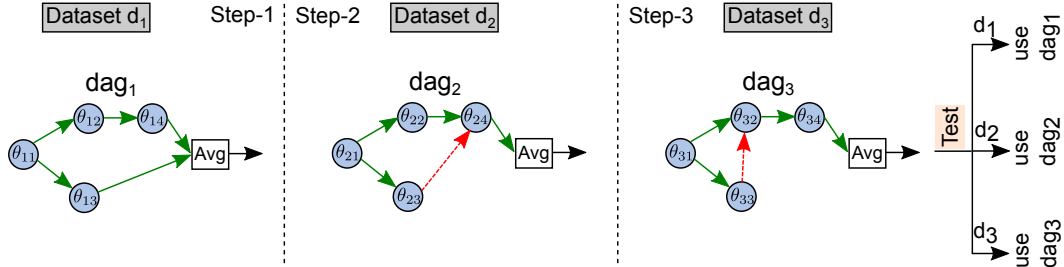 Dataset d₁
Step-1
dag₁
θ₁₁
θ₁₂
θ₁₄
θ₁₃
Avg
Step-2
Dataset d₂
dag₂
θ₂₁
θ₂₂
θ₂₄
θ₂₃
Avg
Step-3
Dataset d₃
dag₃
θ₃₁
θ₃₂
θ₃₄
θ₃₃
Avg
Test
d₁
use
dag1
d₂
use
dag2
d₃
use
dag₃